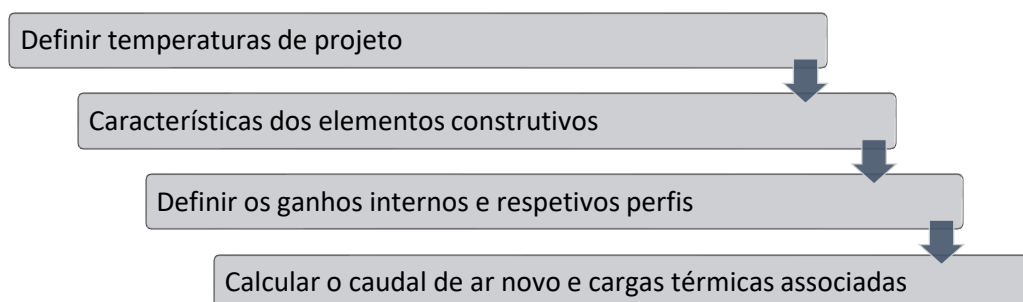 Definir temperaturas de projeto
Características dos elementos construtivos
Definir os ganhos internos e respetivos perfis
Calcular o caudal de ar novo e cargas térmicas associadas